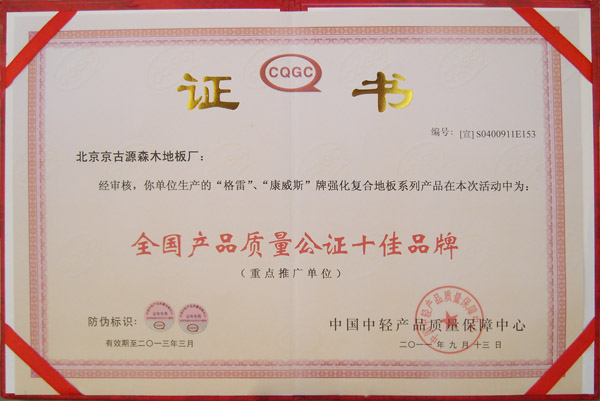 CQGC
证 书
编号：[宣] S0400911E153
北京京古源森木地板厂：
经审核，你单位生产的“格雷”、“康威斯”牌强化复合地板系列产品在本次活动中为：
全国产品质量公证十佳品牌
（重点推广单位）
防伪标识：
中国中轻产品质量保障中心
有效期至二〇一三年三月
二〇一一年九月十三日